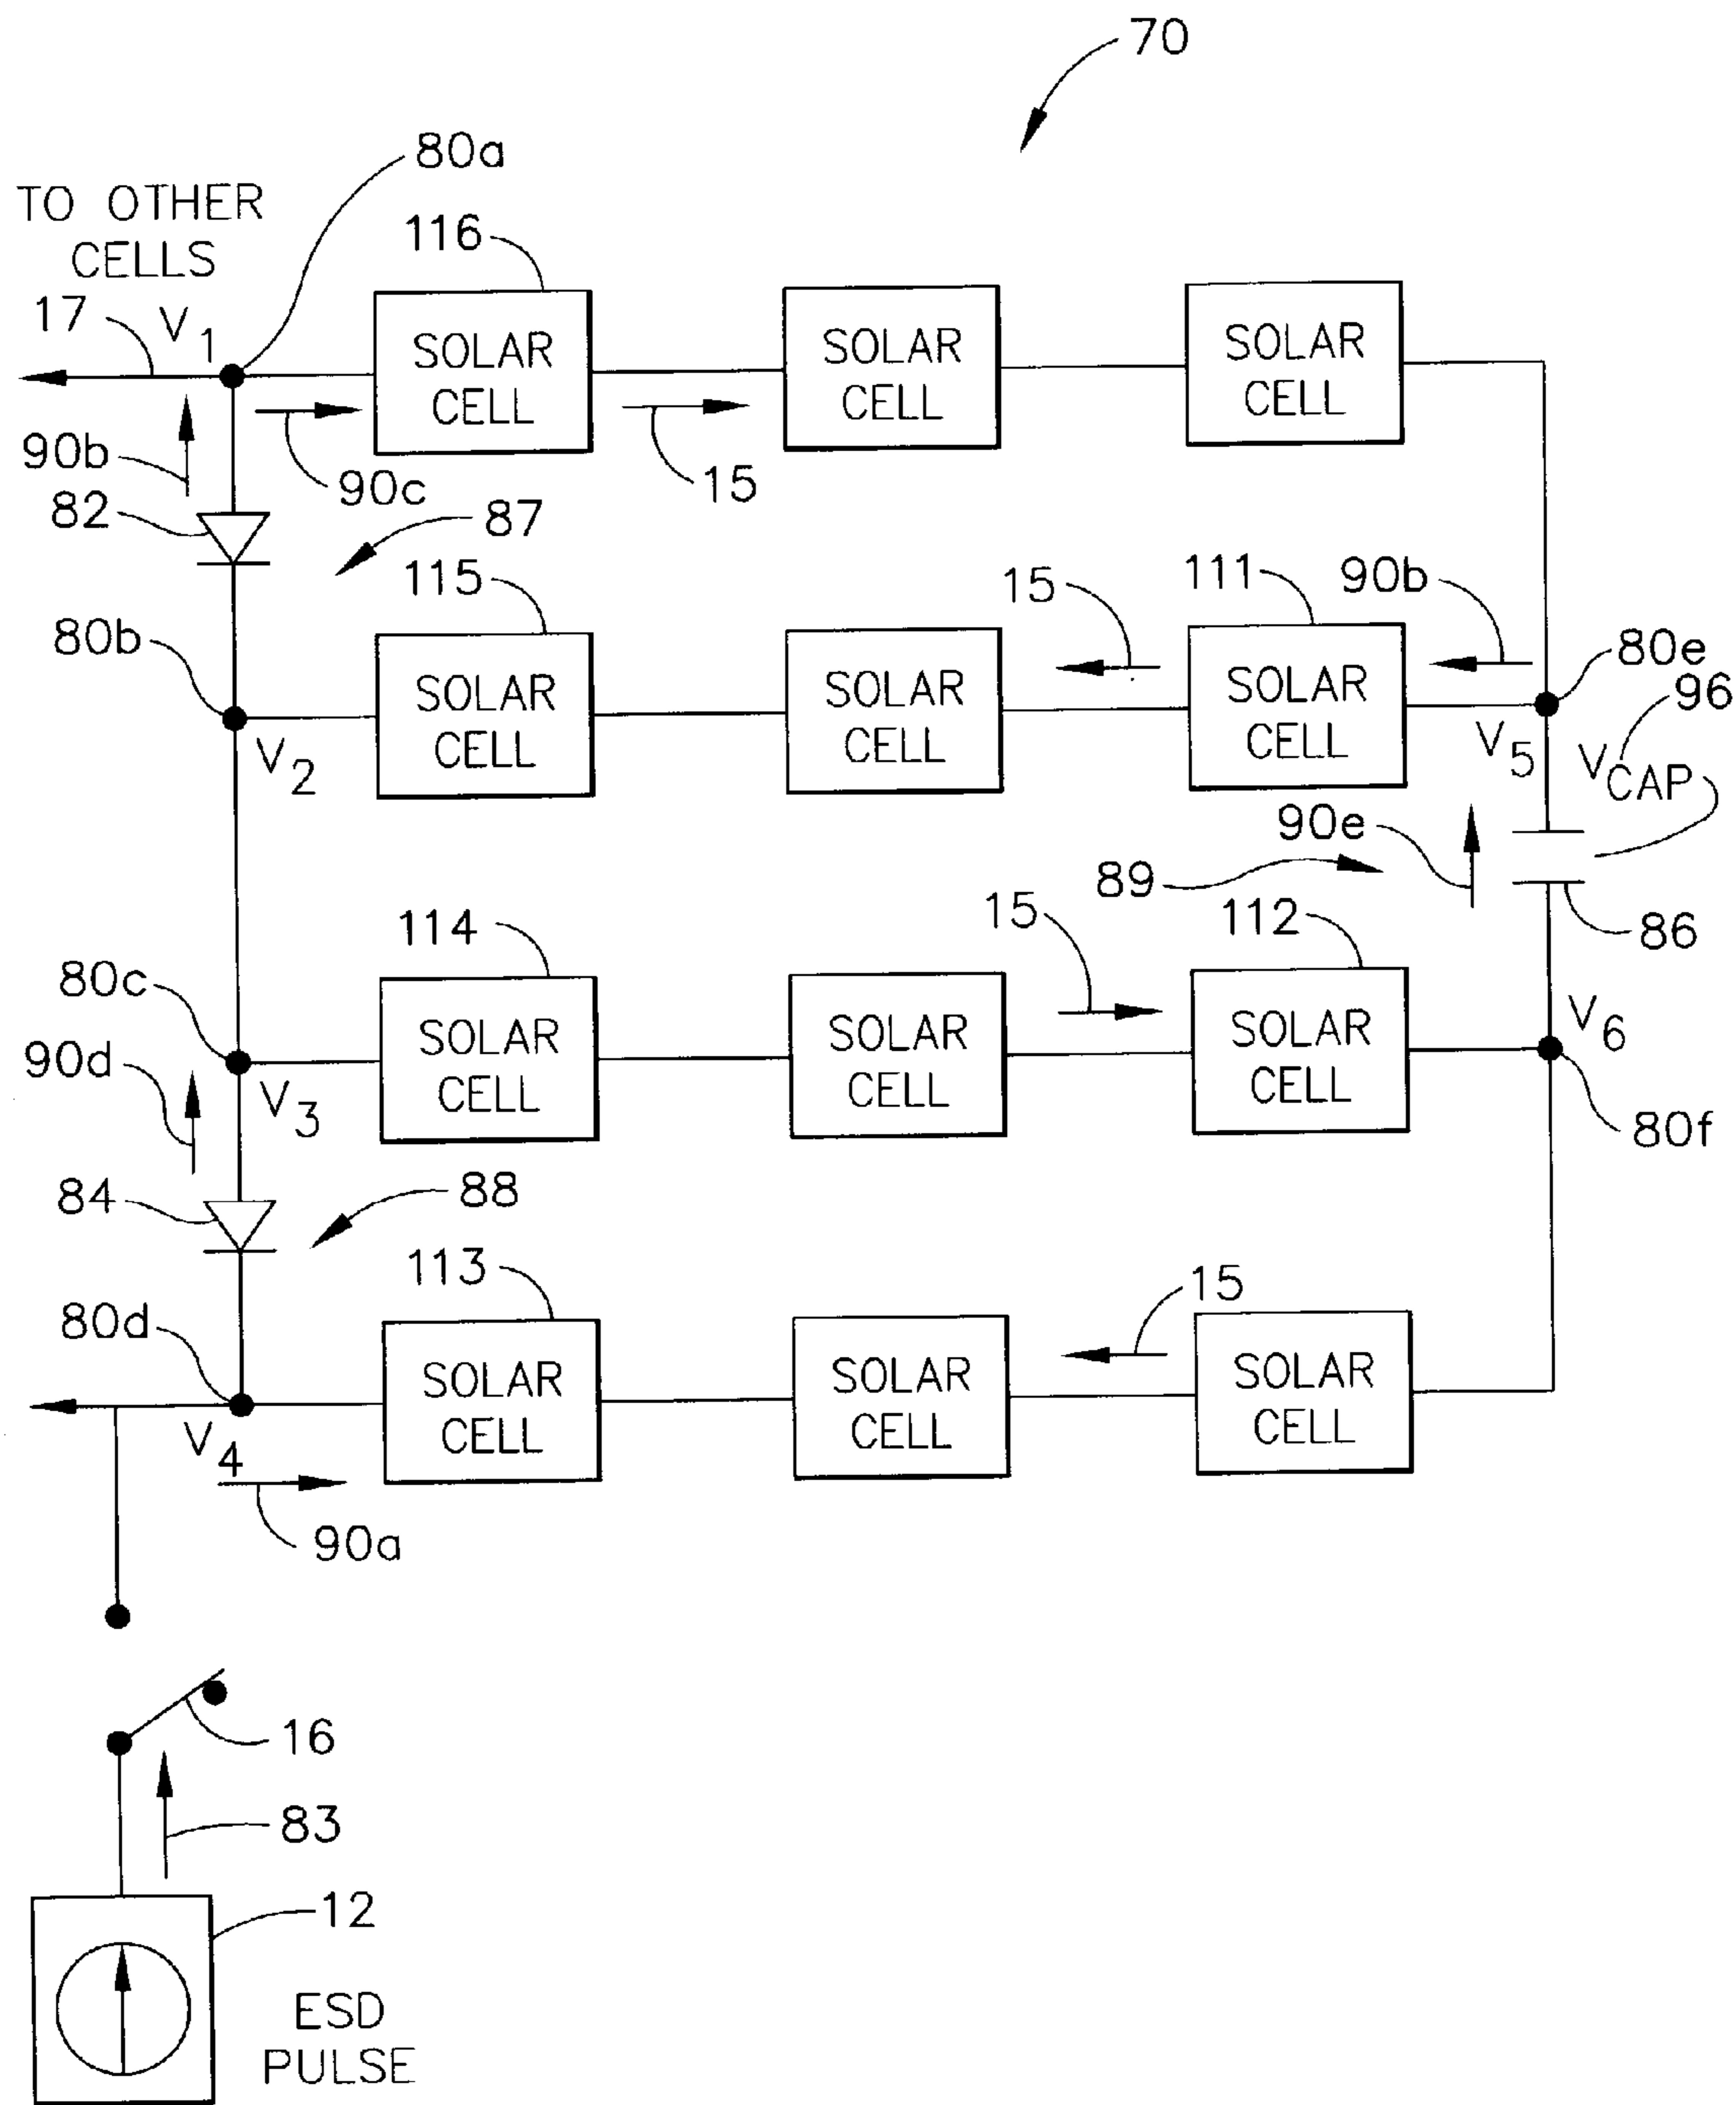 70
80a
TO OTHER
CELLS
116
17
V1
SOLAR
CELL
SOLAR
CELL
SOLAR
CELL
90b
90c
15
82
87
115
15
111
90b
80b
80e
SOLAR
CELL
SOLAR
CELL
SOLAR
CELL
96
V2
V5
VCAP
90e
89
114
15
112
86
80c
SOLAR
CELL
SOLAR
CELL
SOLAR
CELL
V6
90d
V3
80f
84
88
113
15
80d
SOLAR
CELL
SOLAR
CELL
SOLAR
CELL
V4
90a
16
83
12
ESD
PULSE